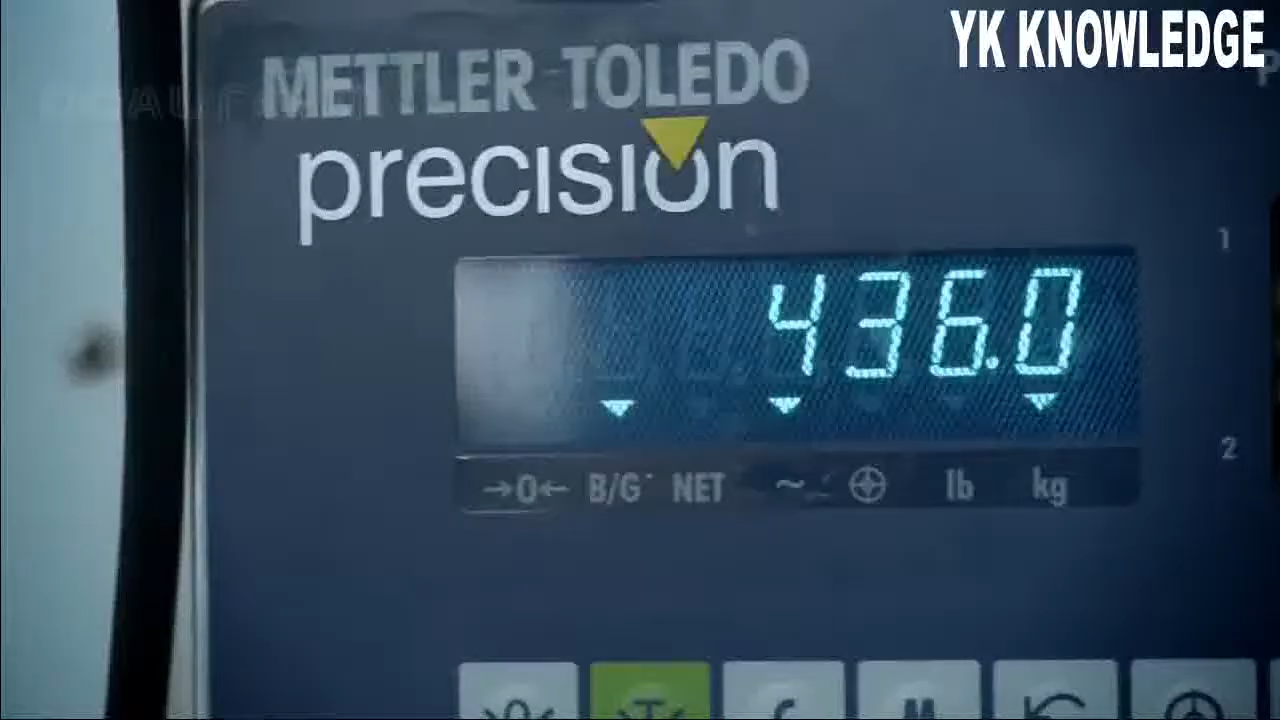 YK KNOWLEDGE
METTLER TOLEDO
precision
1
436.0
2
→0← B/G NET ~ lb kg
T C M